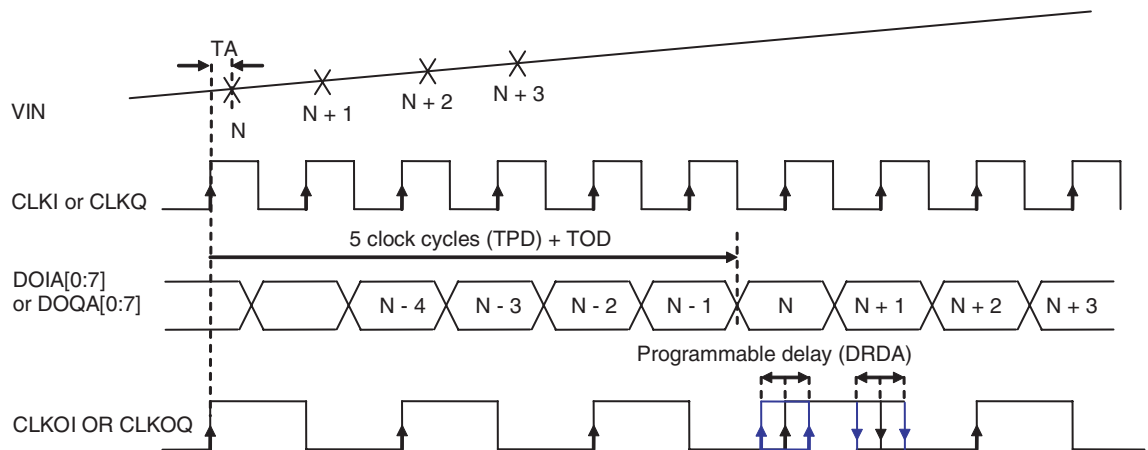 TA
VIN
N
N + 1
N + 2
N + 3
CLKI or CLKQ
5 clock cycles (TPD) + TOD
DOIA[0:7]
or DOQA[0:7]
N - 4
N - 3
N - 2
N - 1
N
N + 1
N + 2
N + 3
Programmable delay (DRDA)
CLKOI OR CLKOQ